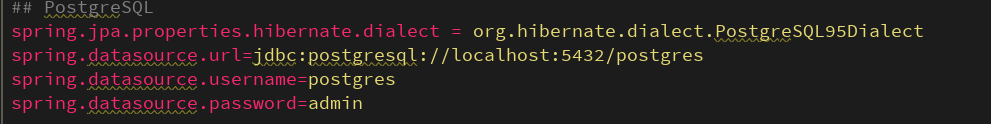 ## PostgreSQL
spring.jpa.properties.hibernate.dialect = org.hibernate.dialect.PostgreSQL95Dialect
spring.datasource.url=jdbc:postgresql://localhost:5432/postgres
spring.datasource.username=postgres
spring.datasource.password=admin